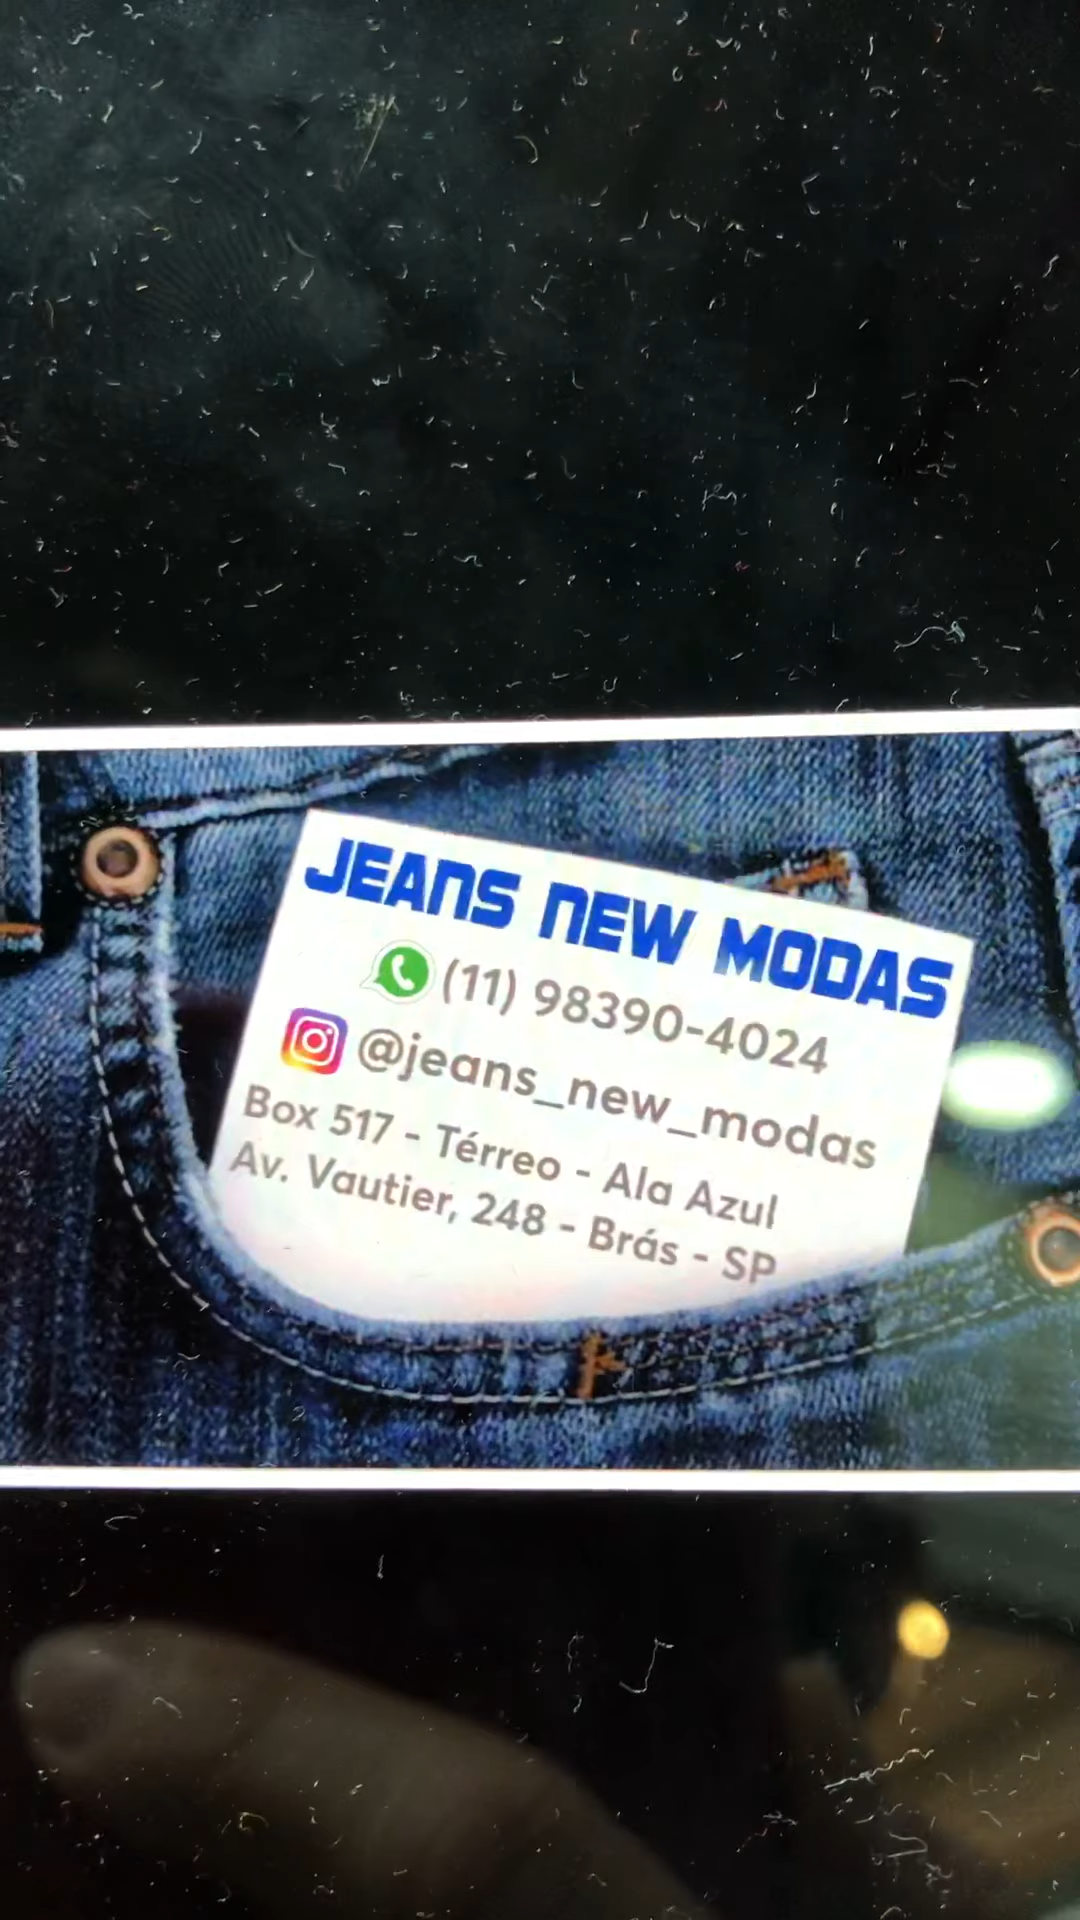 JEANS NEW MODAS
(11) 98390-4024
@jeans_new_modas
Box 517 - Térreo - Ala Azul
Av. Vautier, 248 - Brás - SP